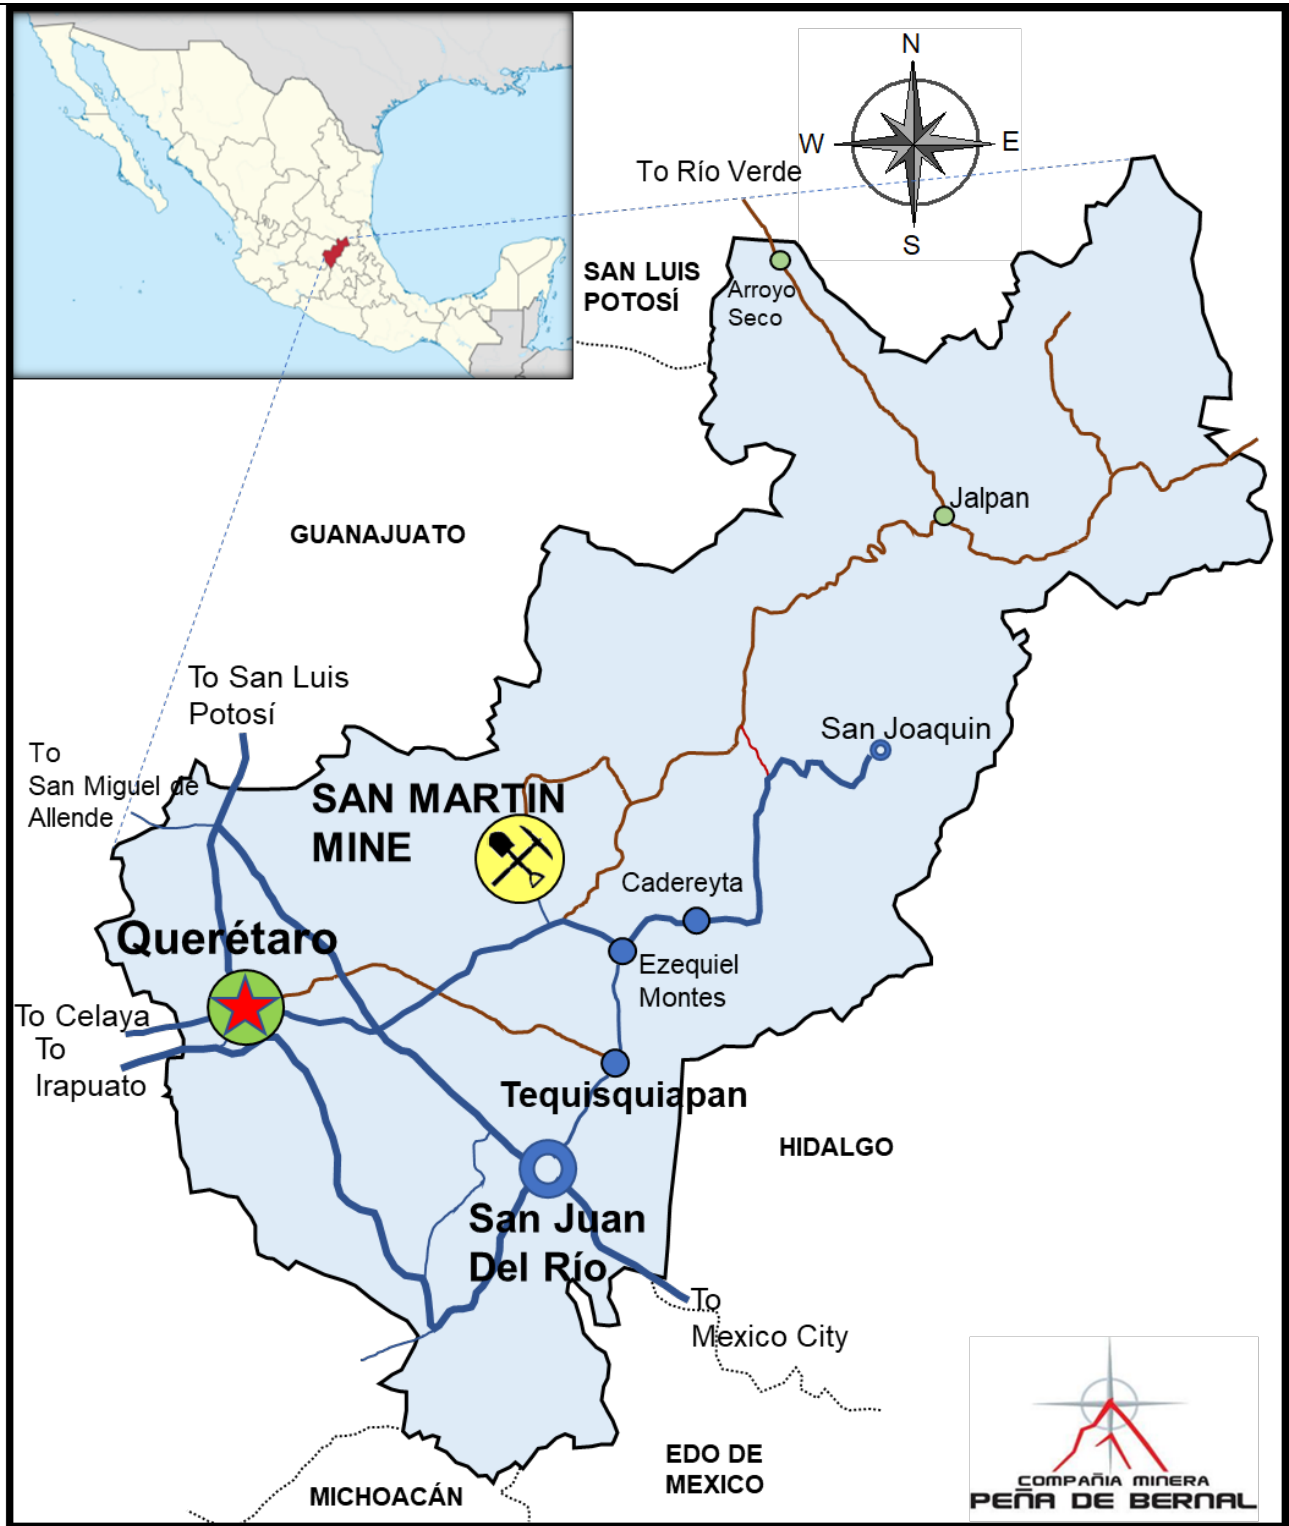 N
W
E
S
To Río Verde
SAN LUIS
POTOSÍ
Arroyo
Seco
Jalpan
GUANAJUATO
To San Luis
Potosí
To
San Miguel de
Allende
San Joaquin
SAN MARTIN
MINE
Cadereyta
Querétaro
Ezequiel
Montes
To Celaya
To
Irapuato
Tequisquiapan
HIDALGO
San Juan
Del Río
To
Mexico City
EDO DE
MEXICO
MICHOACÁN
COMPAÑIA MINERA
PEÑA DE BERNAL